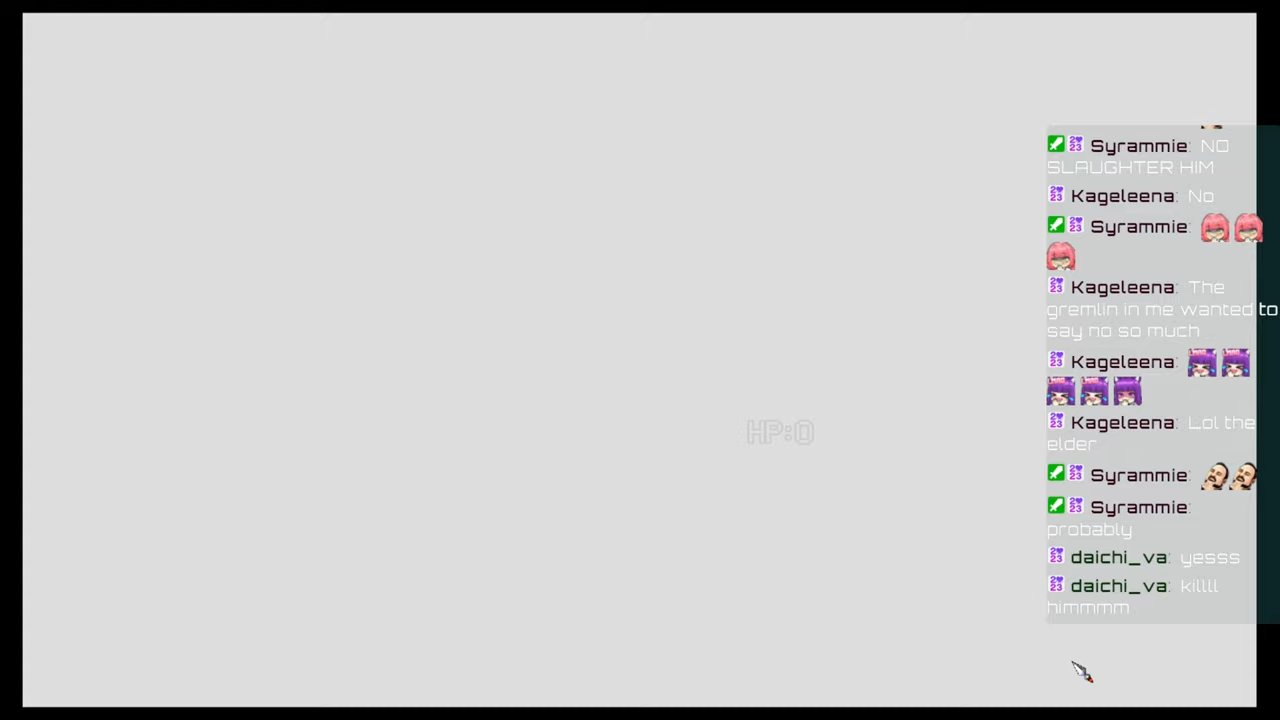 Syrammie: NO
SLAUGHTER HIM
Kageleena: No
Syrammie:
Kageleena: The
gremlin in me wanted to
say no so much
Kageleena:
Kageleena: Lol the
elder
HP:0
Syrammie:
Syrammie:
probably
daichi_va: yesss
daichi_va: killll
himmmm